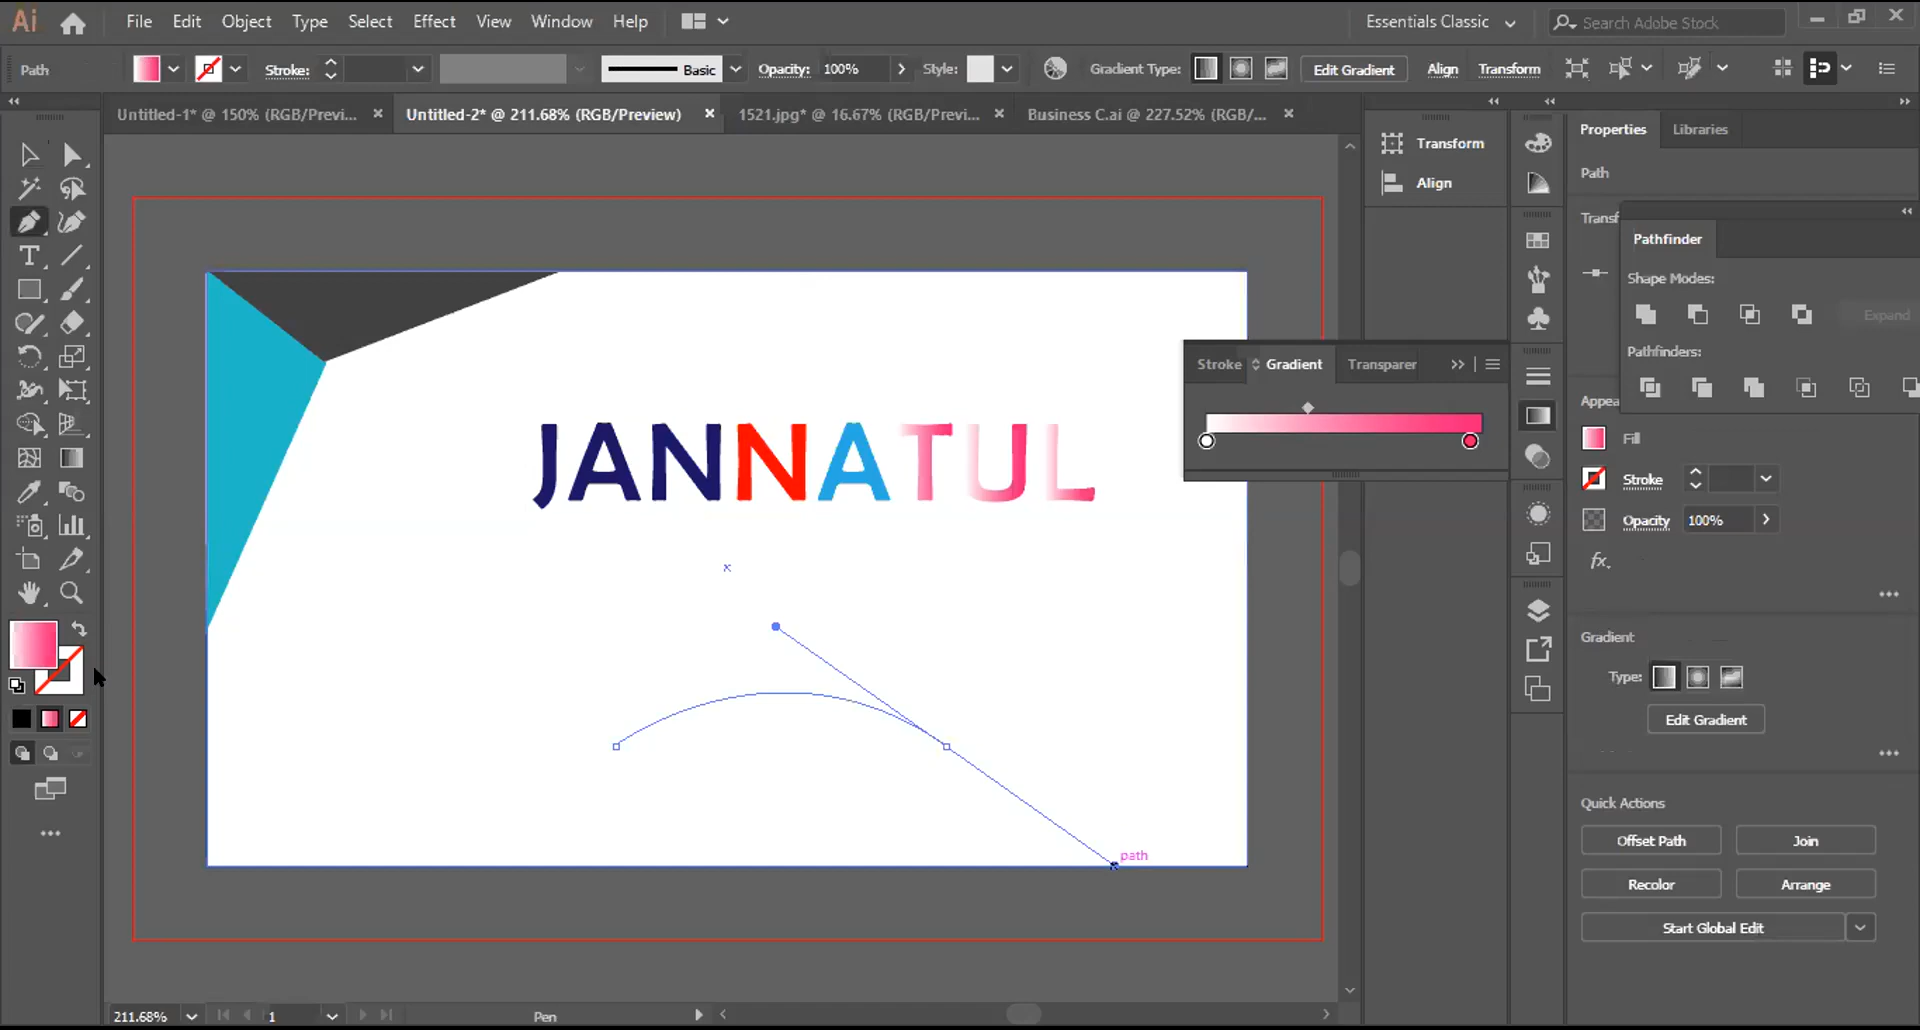 Ai File Edit Object Type Select Effect View Window Help Essentials Classic Search Adobe Stock
Path Stroke: Basic Opacity: 100% Style: Gradient Type: Edit Gradient Align Transform
Untitled-1* @ 150% (RGB/Previ... Untitled-2* @ 211.68% (RGB/Preview) 1521.jpg* @ 16.67% (RGB/Previ... Business C.ai @ 227.52% (RGB/...
Transform
Align
Properties Libraries
Path
Transf
Pathfinder
Shape Modes:
Expand
Pathfinders:
Stroke Gradient Transparer
Appea
Fill
Stroke
Opacity 100%
fx.
JANNATUL
path
Gradient
Type:
Edit Gradient
Quick Actions
Offset Path Join
Recolor Arrange
Start Global Edit
211.68% 1 Pen